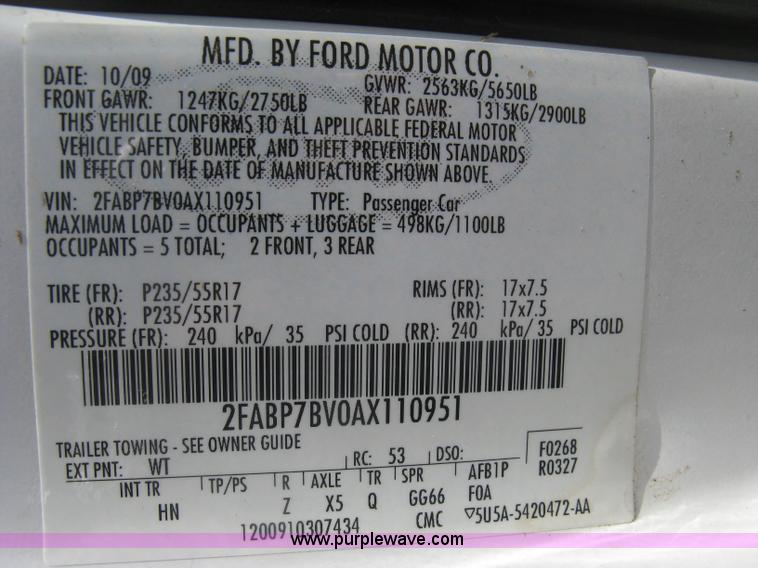 MFD. BY FORD MOTOR CO.
DATE: 10/09 GVWR: 2563KG/5650LB
FRONT GAWR: 1247KG/2750LB REAR GAWR: 1315KG/2900LB
THIS VEHICLE CONFORMS TO ALL APPLICABLE FEDERAL MOTOR
VEHICLE SAFETY, BUMPER, AND THEFT PREVENTION STANDARDS
IN EFFECT ON THE DATE OF MANUFACTURE SHOWN ABOVE.
VIN: 2FABP7BV0AX110951 TYPE: Passenger Car
MAXIMUM LOAD = OCCUPANTS + LUGGAGE = 498KG/1100LB
OCCUPANTS = 5 TOTAL; 2 FRONT, 3 REAR
TIRE (FR): P235/55R17 RIMS (FR): 17x7.5
(RR): P235/55R17 (RR): 17x7.5
PRESSURE (FR): 240 kPa/ 35 PSI COLD (RR): 240 kPa/ 35 PSI COLD
2FABP7BV0AX110951
TRAILER TOWING - SEE OWNER GUIDE
EXT PNT: WT RC: 53 DSO: F0268
R0327
INT TR TP/PS R AXLE TR SPR AFB1P
HN Z X5 Q GG66 F0A
1200910307434 CMC ▽5U5A-5420472-AA
www.purplewave.com